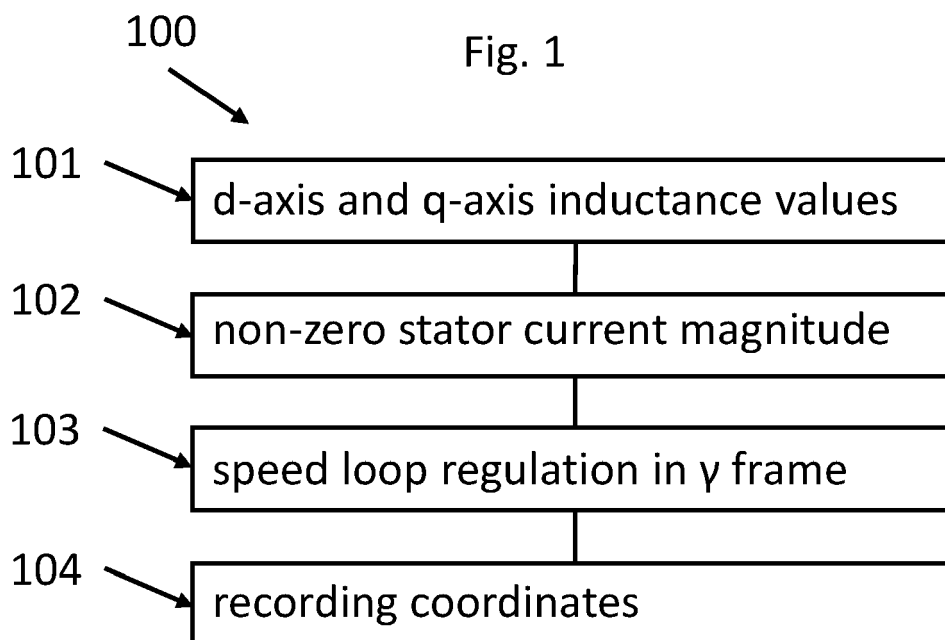 100
Fig. 1
101
d-axis and q-axis inductance values
102
non-zero stator current magnitude
103
speed loop regulation in γ frame
104
recording coordinates